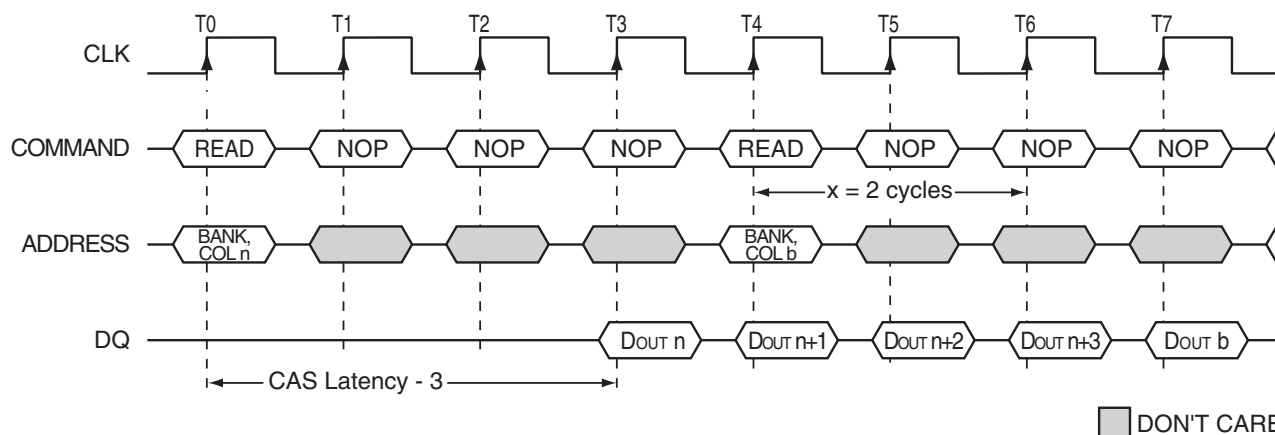 T0 T1 T2 T3 T4 T5 T6 T7
CLK
COMMAND READ NOP NOP NOP READ NOP NOP NOP
x = 2 cycles
ADDRESS BANK, COL n BANK, COL b
DQ DOUT n DOUT n+1 DOUT n+2 DOUT n+3 DOUT b
CAS Latency - 3
DON'T CARE